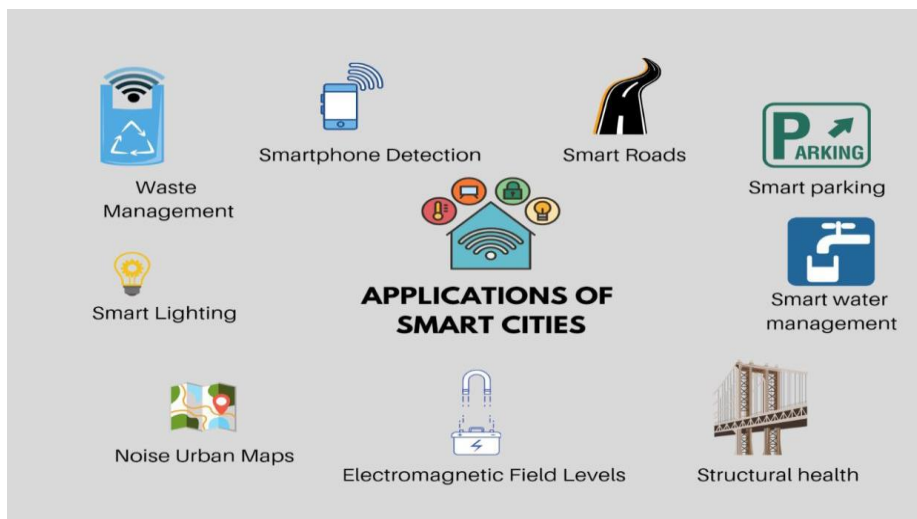 Smartphone Detection
Smart Roads
P
ARKING
Waste
Management
Smart parking
APPLICATIONS OF
SMART CITIES
Smart Lighting
Smart water
management
Noise Urban Maps
Electromagnetic Field Levels
Structural health